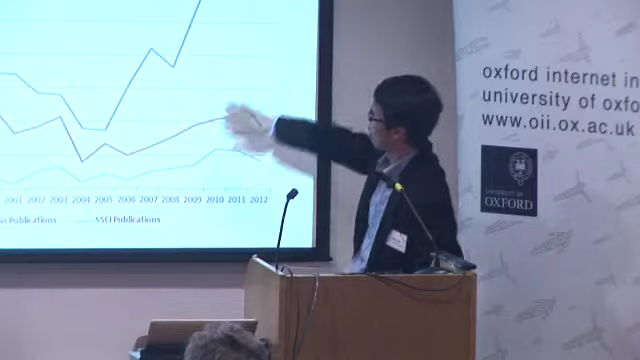 2001 2002 2003 2004 2005 2006 2007 2008 2009 2010 2011 2012
Publications SSCI Publications
oxford internet in
university of oxfo
www.oii.ox.ac.uk
UNIVERSITY OF
OXFORD